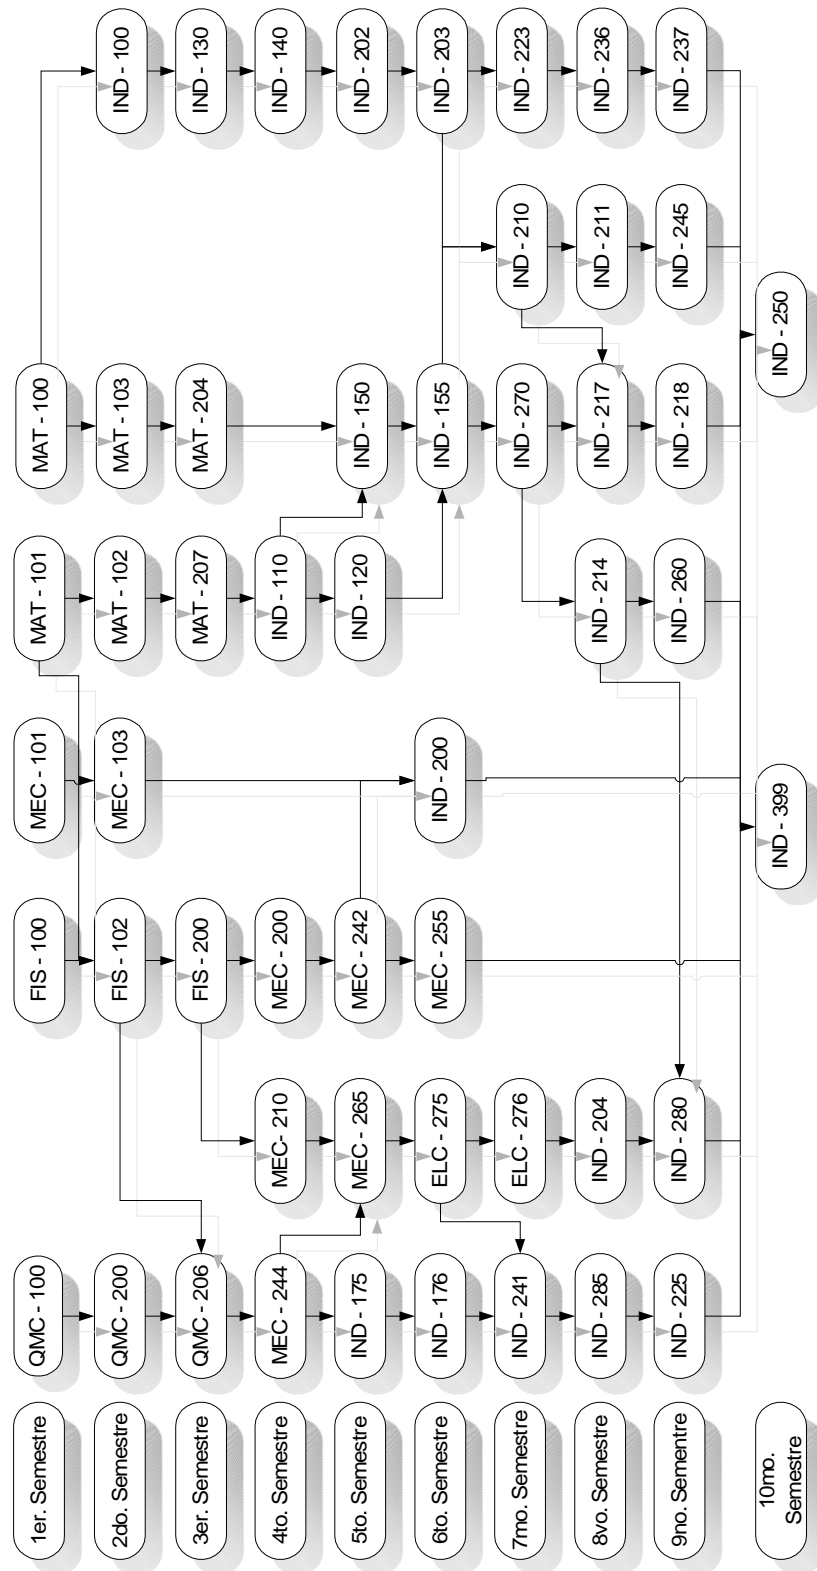 1er. Semestre
QMC - 100
FIS - 100
MEC - 101
MAT - 101
MAT - 100
2do. Semestre
QMC - 200
FIS - 102
MEC - 103
MAT - 102
MAT - 103
IND - 100
3er. Semestre
QMC - 206
FIS - 200
MAT - 207
MAT - 204
IND - 130
4to. Semestre
MEC - 244
MEC- 210
MEC - 200
IND - 110
IND - 140
5to. Semestre
IND - 175
MEC - 265
MEC - 242
IND - 120
IND - 150
IND - 202
6to. Semestre
IND - 176
ELC - 275
MEC - 255
IND - 200
IND - 155
IND - 203
7mo. Semestre
IND - 241
ELC - 276
IND - 270
IND - 210
IND - 223
8vo. Semestre
IND - 285
IND - 204
IND - 214
IND - 217
IND - 211
IND - 236
9no. Sementre
IND - 225
IND - 280
IND - 260
IND - 218
IND - 245
IND - 237
10mo.
Semestre
IND - 399
IND - 250